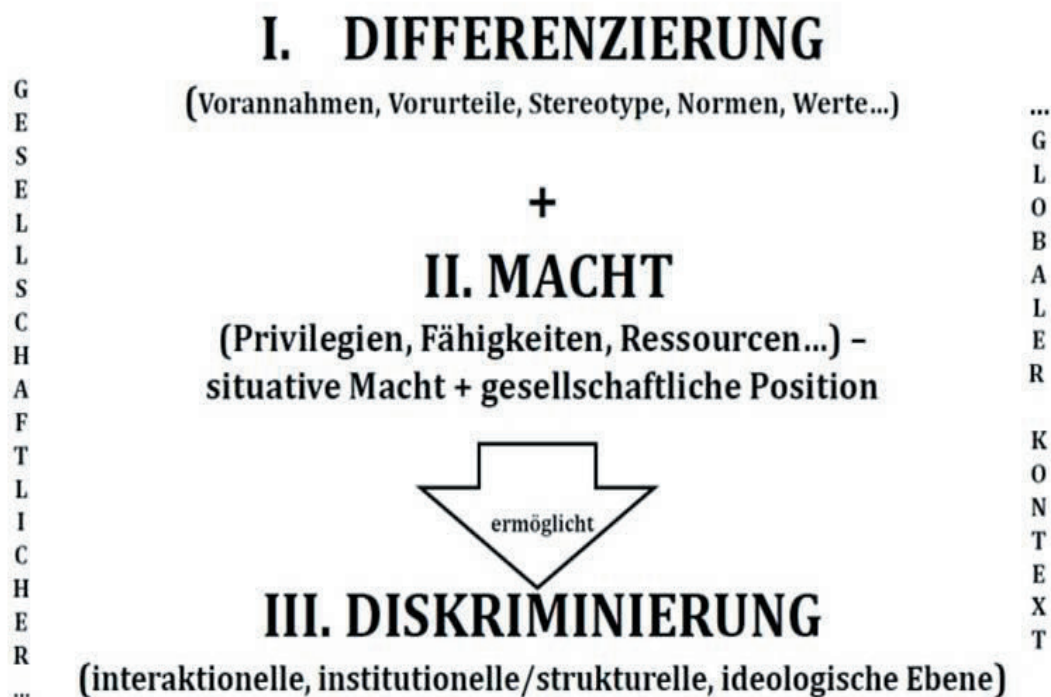 I. DIFFERENZIERUNG
(Vorannahmen, Vorurteile, Stereotype, Normen, Werte...)
+
II. MACHT
(Privilegien, Fähigkeiten, Ressourcen...) –
situative Macht + gesellschaftliche Position
ermöglicht
III. DISKRIMINIERUNG
(interaktionelle, institutionelle/strukturelle, ideologische Ebene)
GESELLSCHAFTLICHER...
...GLOBALER KONTEXT